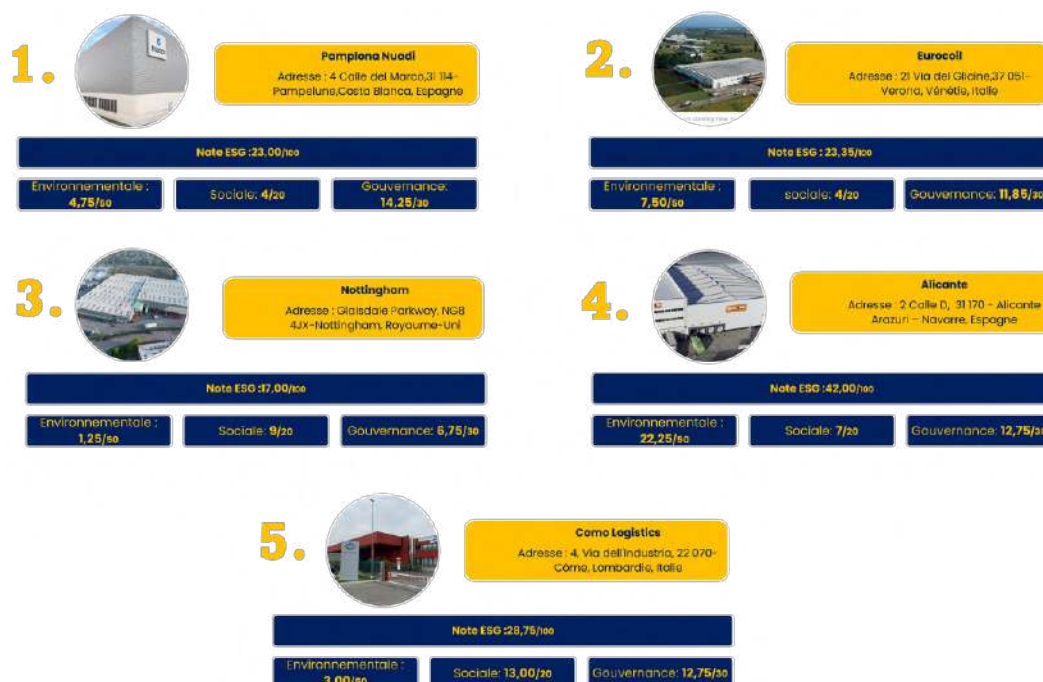 1.
Pamplona Nuadi
Adresse : 4 Calle del Marco,31 114-
Pampelune,Costa Blanca, Espagne
Note ESG :23,00/100
Environnementale :
4,75/50
Sociale: 4/20
Gouvernance:
14,25/30
2.
Eurocoil
Adresse : 21 Via del Glicine,37 051-
Verona, Vénétie, Italie
Note ESG : 23,35/100
Environnementale :
7,50/50
sociale: 4/20
Gouvernance: 11,85/30
3.
Nottingham
Adresse : Glaisdale Parkway, NG8
4JX-Nottingham, Royaume-Uni
Note ESG :17,00/100
Environnementale :
1,25/50
Sociale: 9/20
Gouvernance: 6,75/30
4.
Alicante
Adresse : 2 Calle D, 31 170 - Alicante
Arazuri – Navarre, Espagne
Note ESG :42,00/100
Environnementale :
22,25/50
Sociale: 7/20
Gouvernance: 12,75/30
5.
Como Logistics
Adresse : 4, Via dell'Industria, 22 070-
Côme, Lombardie, Italie
Note ESG :28,75/100
Environnementale :
3,00/50
Sociale: 13,00/20
Gouvernance: 12,75/30